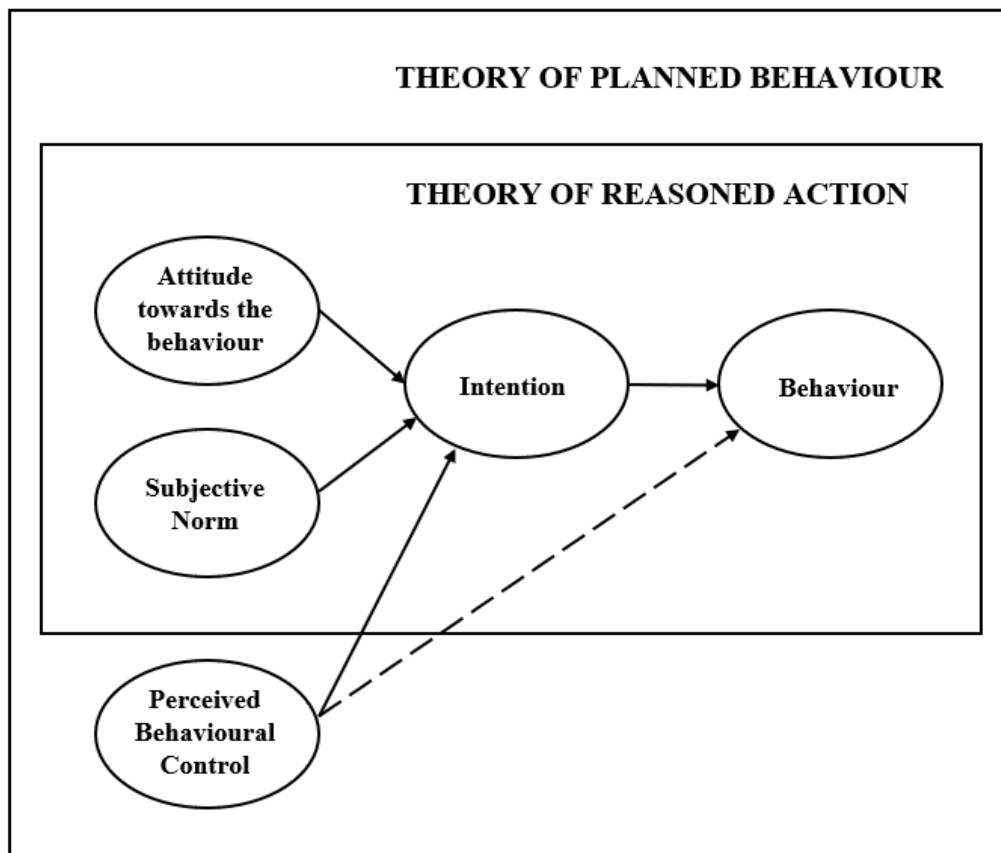 THEORY OF PLANNED BEHAVIOUR
THEORY OF REASONED ACTION
Attitude
towards the
behaviour
Intention
Behaviour
Subjective
Norm
Perceived
Behavioural
Control